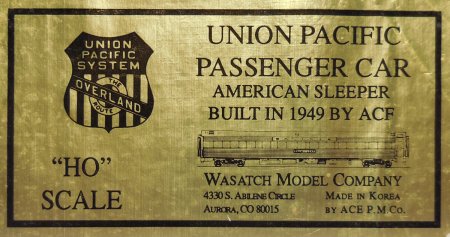 UNION
PACIFIC
SYSTEM
THE
OVERLAND
ROUTE
"HO"
SCALE
UNION PACIFIC
PASSENGER CAR
AMERICAN SLEEPER
BUILT IN 1949 BY ACF
WASATCH MODEL COMPANY
4330 S. ABILENE CIRCLE
AURORA, CO 80015
MADE IN KOREA
BY ACE P.M.CO.